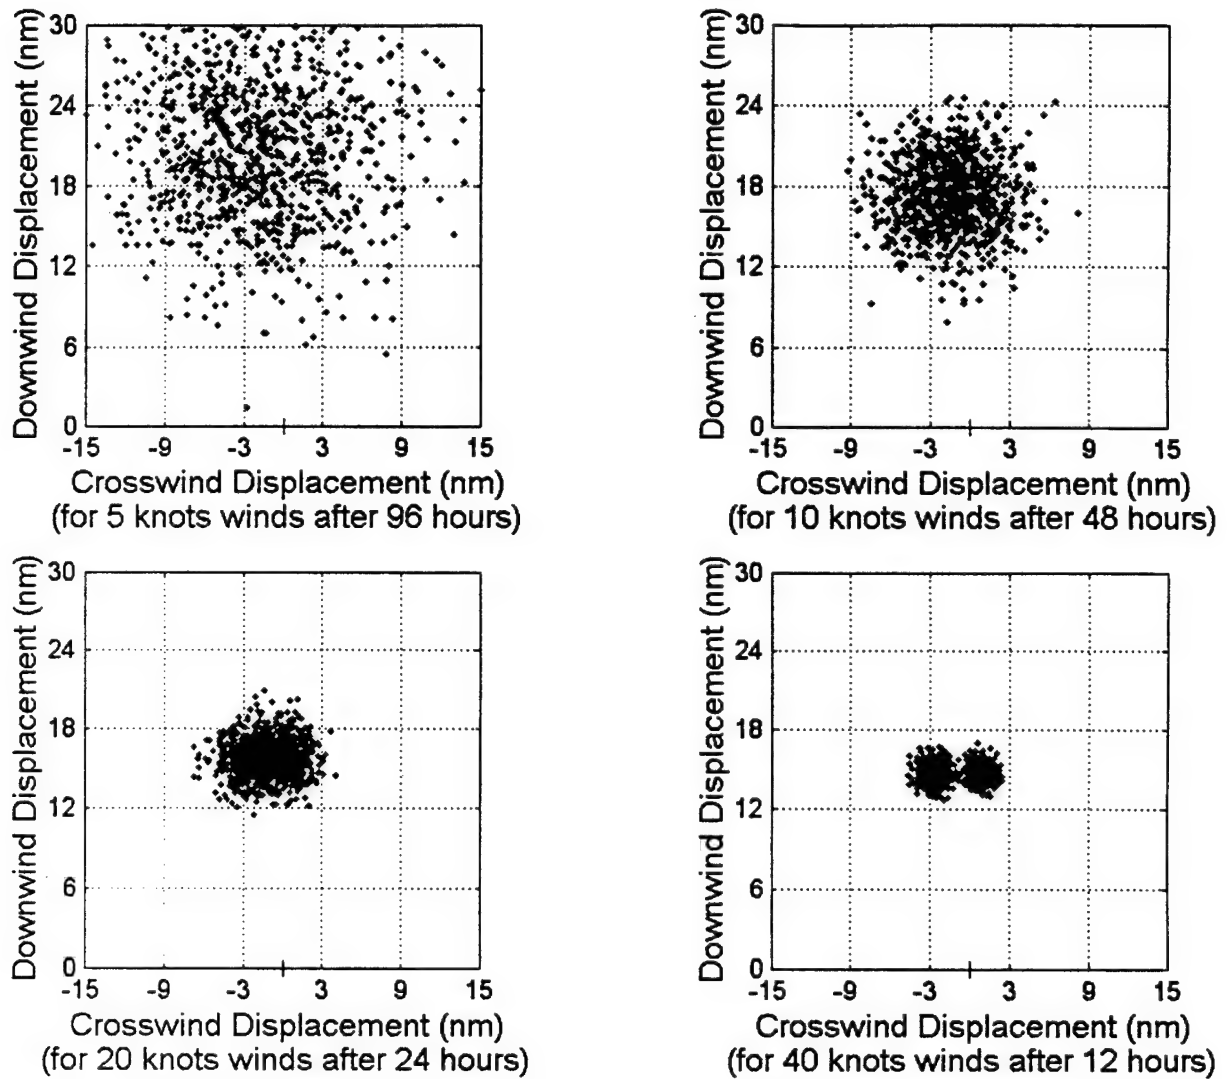 Downwind Displacement (nm)
30
24
18
12
6
0
-15 -9 -3 3 9 15
Crosswind Displacement (nm)
(for 5 knots winds after 96 hours)
Downwind Displacement (nm)
30
24
18
12
6
0
-15 -9 -3 3 9 15
Crosswind Displacement (nm)
(for 10 knots winds after 48 hours)
Downwind Displacement (nm)
30
24
18
12
6
0
-15 -9 -3 3 9 15
Crosswind Displacement (nm)
(for 20 knots winds after 24 hours)
Downwind Displacement (nm)
30
24
18
12
6
0
-15 -9 -3 3 9 15
Crosswind Displacement (nm)
(for 40 knots winds after 12 hours)